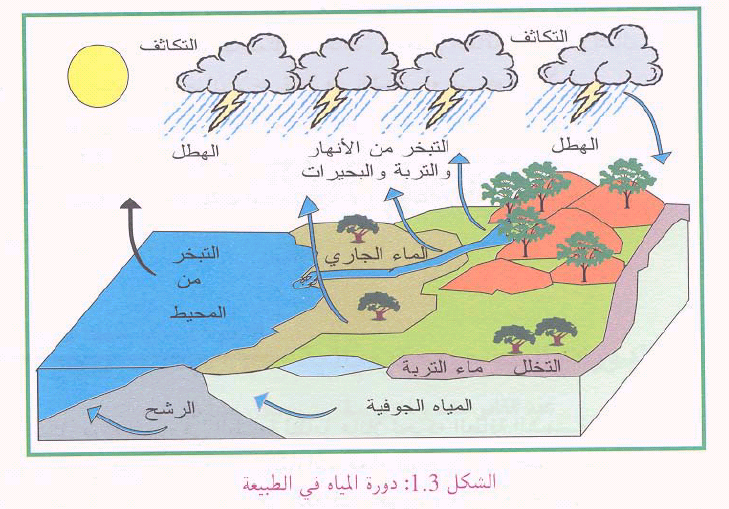 التكاثف
التكاثف
الهطل
الهطل
التبخر من الأنهار
والتربة والبحيرات
التبخر
من
المحيط
الماء الجاري
التخلل
ماء التربة
المياه الجوفية
الرشح
الشكل 1.3: دورة المياه في الطبيعة